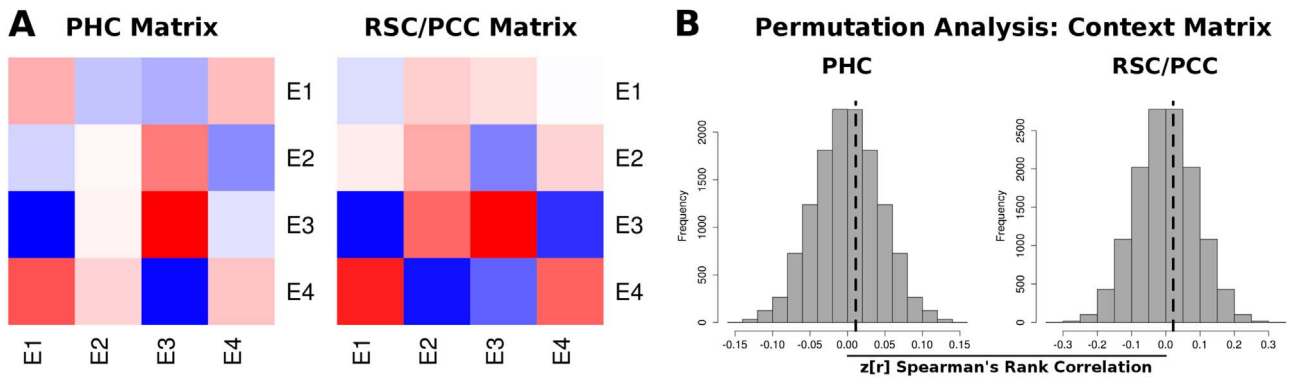 A PHC Matrix RSC/PCC Matrix
E1
E2
E3
E4
E1 E2 E3 E4
E1
E2
E3
E4
E1 E2 E3 E4
B Permutation Analysis: Context Matrix
PHC
Frequency
2000
1500
1000
500
0
-0.15 -0.10 -0.05 0.00 0.05 0.10 0.15
RSC/PCC
Frequency
2500
2000
1500
1000
500
0
-0.3 -0.2 -0.1 0.0 0.1 0.2 0.3
z[r] Spearman's Rank Correlation